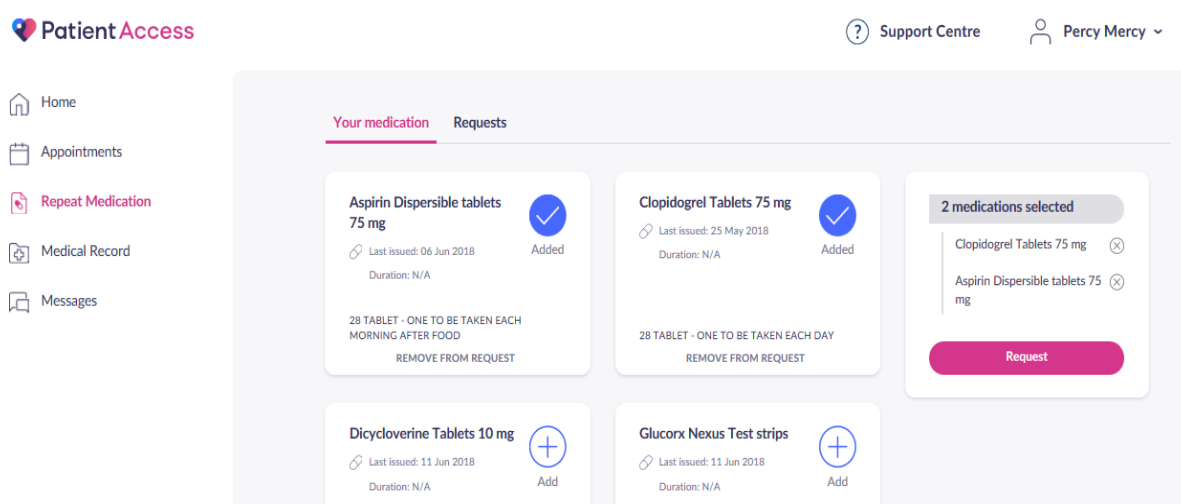 PatientAccess
Support Centre
Percy Mercy
Home
Appointments
Repeat Medication
Medical Record
Messages
Your medication
Requests
Aspirin Dispersible tablets
75 mg
Last issued: 06 Jun 2018
Duration: N/A
Added
28 TABLET - ONE TO BE TAKEN EACH
MORNING AFTER FOOD
REMOVE FROM REQUEST
Clopidogrel Tablets 75 mg
Last issued: 25 May 2018
Duration: N/A
Added
28 TABLET - ONE TO BE TAKEN EACH DAY
REMOVE FROM REQUEST
2 medications selected
Clopidogrel Tablets 75 mg
Aspirin Dispersible tablets 75
mg
Request
Dicycloverine Tablets 10 mg
Last issued: 11 Jun 2018
Duration: N/A
Add
Glucorx Nexus Test strips
Last issued: 11 Jun 2018
Duration: N/A
Add